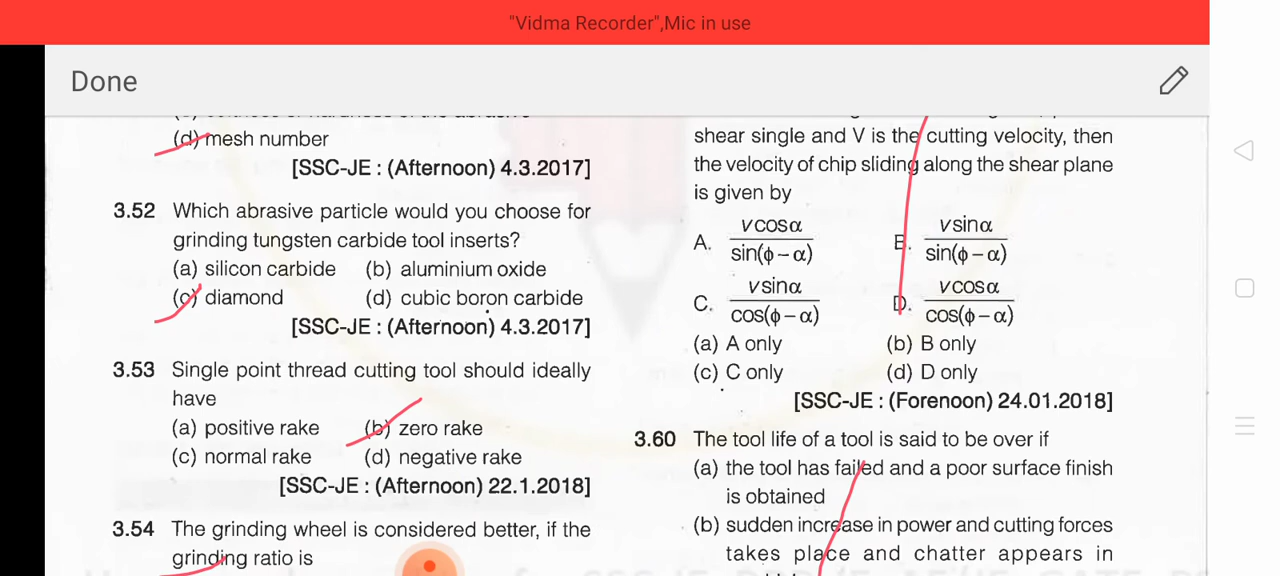 "Vidma Recorder",Mic in use
Done
(d) mesh number
[SSC-JE : (Afternoon) 4.3.2017]
3.52 Which abrasive particle would you choose for
grinding tungsten carbide tool inserts?
(a) silicon carbide (b) aluminium oxide
(c) diamond (d) cubic boron carbide
[SSC-JE : (Afternoon) 4.3.2017]
3.53 Single point thread cutting tool should ideally
have
(a) positive rake (b) zero rake
(c) normal rake (d) negative rake
[SSC-JE : (Afternoon) 22.1.2018]
3.54 The grinding wheel is considered better, if the
grinding ratio is
shear single and V is the cutting velocity, then
the velocity of chip sliding along the shear plane
is given by
A. vcosα / sin(ϕ – α) B. vsinα / sin(ϕ – α)
C. vsinα / cos(ϕ – α) D. vcosα / cos(ϕ – α)
(a) A only (b) B only
(c) C only (d) D only
[SSC-JE : (Forenoon) 24.01.2018]
3.60 The tool life of a tool is said to be over if
(a) the tool has failed and a poor surface finish
is obtained
(b) sudden increase in power and cutting forces
takes place and chatter appears in